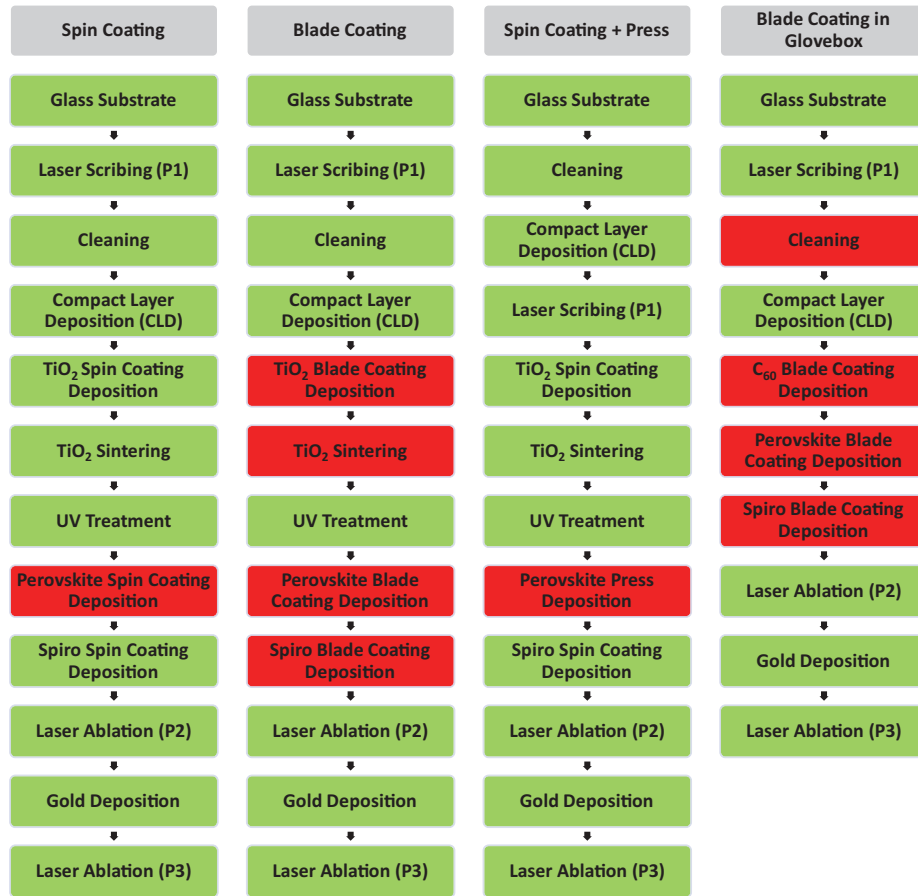 Spin Coating
Glass Substrate
Laser Scribing (P1)
Cleaning
Compact Layer
Deposition (CLD)
TiO₂ Spin Coating
Deposition
TiO₂ Sintering
UV Treatment
Perovskite Spin Coating
Deposition
Spiro Spin Coating
Deposition
Laser Ablation (P2)
Gold Deposition
Laser Ablation (P3)
Blade Coating
Glass Substrate
Laser Scribing (P1)
Cleaning
Compact Layer
Deposition (CLD)
TiO₂ Blade Coating
Deposition
TiO₂ Sintering
UV Treatment
Perovskite Blade
Coating Deposition
Spiro Blade Coating
Deposition
Laser Ablation (P2)
Gold Deposition
Laser Ablation (P3)
Spin Coating + Press
Glass Substrate
Cleaning
Compact Layer
Deposition (CLD)
Laser Scribing (P1)
TiO₂ Spin Coating
Deposition
TiO₂ Sintering
UV Treatment
Perovskite Press
Deposition
Spiro Spin Coating
Deposition
Laser Ablation (P2)
Gold Deposition
Laser Ablation (P3)
Blade Coating in
Glovebox
Glass Substrate
Laser Scribing (P1)
Cleaning
Compact Layer
Deposition (CLD)
C₆₀ Blade Coating
Deposition
Perovskite Blade
Coating Deposition
Spiro Blade Coating
Deposition
Laser Ablation (P2)
Gold Deposition
Laser Ablation (P3)